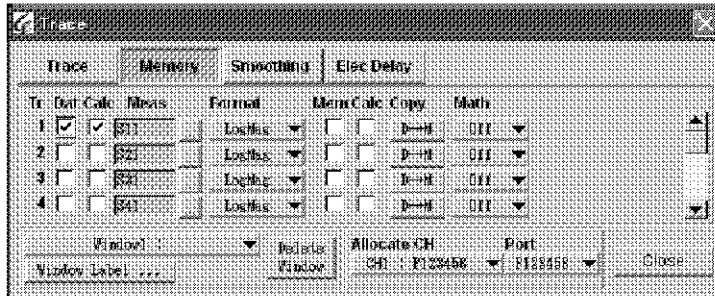 Trace
Trace Memory Smoothing Elec Delay
Tr Dat Calc Meas Format Mem Calc Copy Math
1 S11 LogMag D→M Off
2 S21 LogMag D→M Off
3 S31 LogMag D→M Off
4 S41 LogMag D→M Off
Window1 : Delete Window Allocate CH Port
Window Label ... CH1 : P123456 P123456 Close